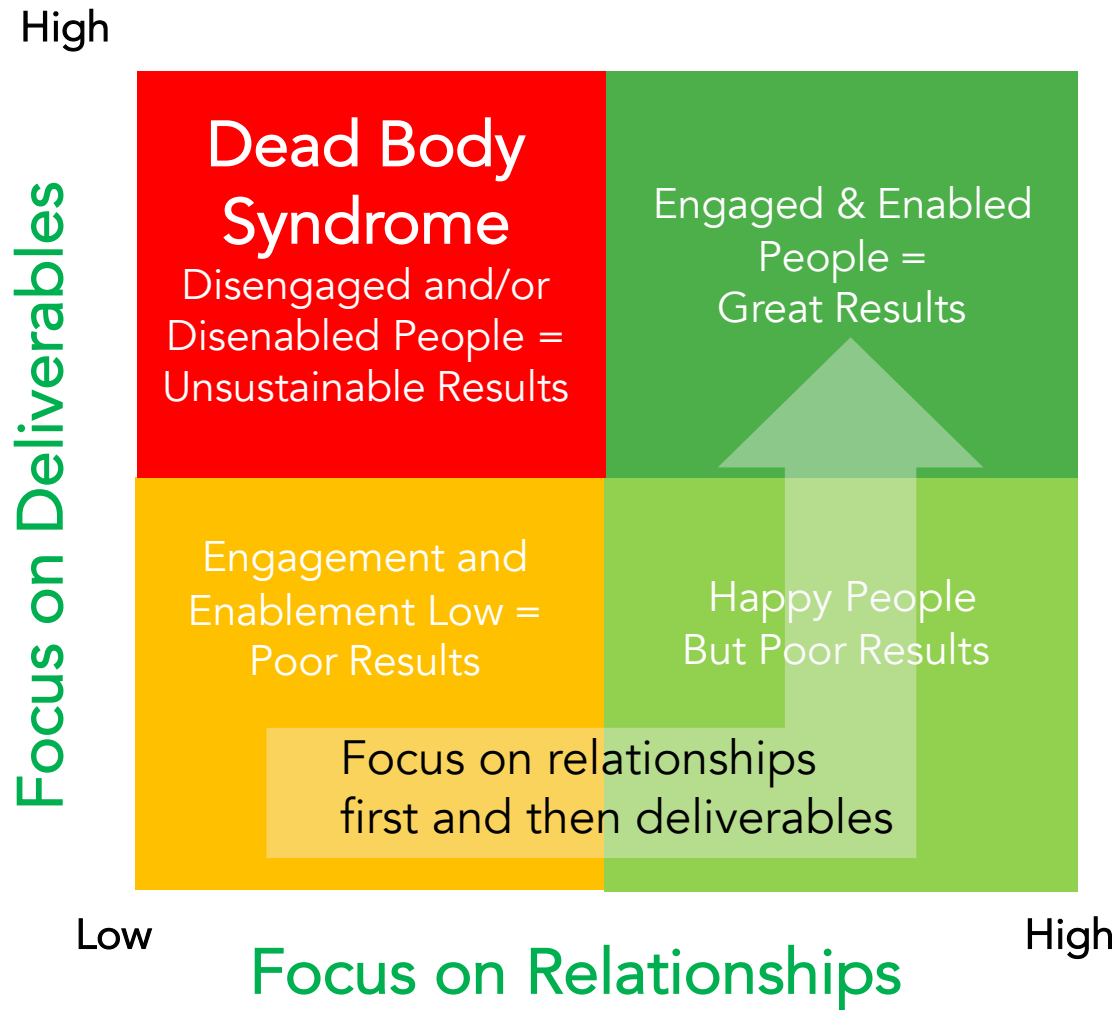 High
Focus on Deliverables
Dead Body
Syndrome
Disengaged and/or
Disenabled People =
Unsustainable Results
Engaged & Enabled
People =
Great Results
Engagement and
Enablement Low =
Poor Results
Happy People
But Poor Results
Focus on relationships
first and then deliverables
Low
High
Focus on Relationships